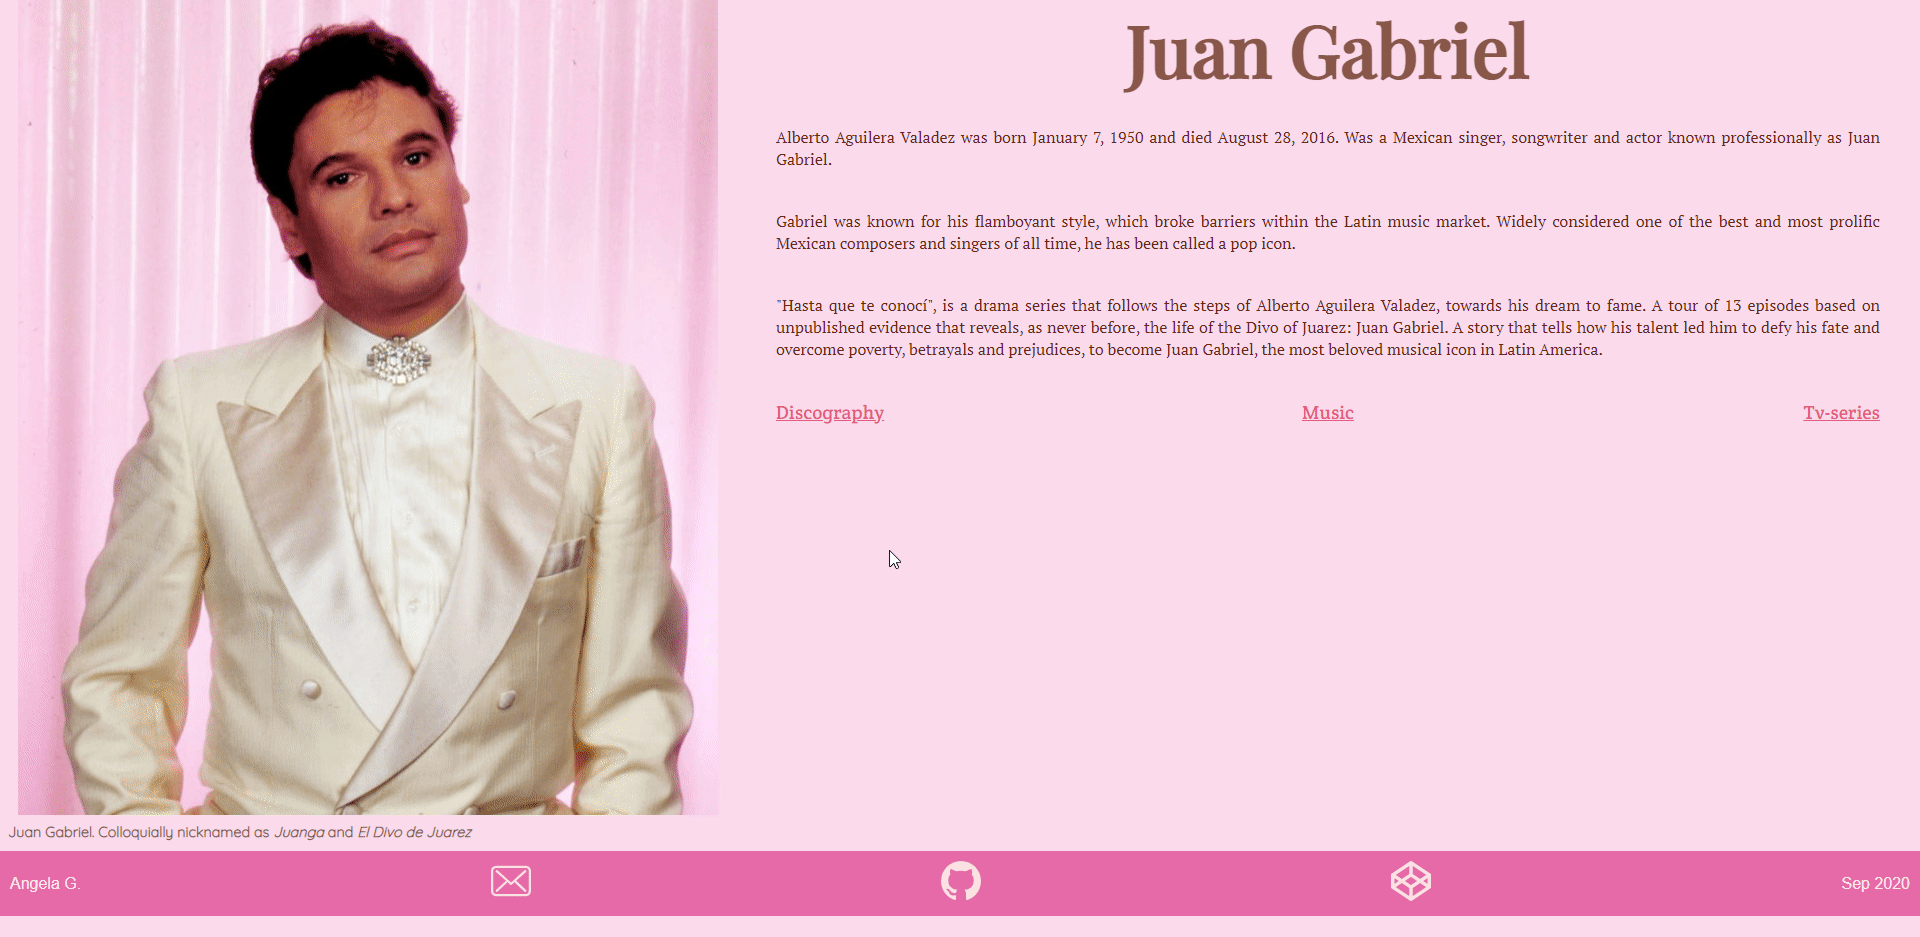 Juan Gabriel
Alberto Aguilera Valadez was born January 7, 1950 and died August 28, 2016. Was a Mexican singer, songwriter and actor known professionally as Juan
Gabriel.
Gabriel was known for his flamboyant style, which broke barriers within the Latin music market. Widely considered one of the best and most prolific
Mexican composers and singers of all time, he has been called a pop icon.
"Hasta que te conocí", is a drama series that follows the steps of Alberto Aguilera Valadez, towards his dream to fame. A tour of 13 episodes based on
unpublished evidence that reveals, as never before, the life of the Divo of Juarez: Juan Gabriel. A story that tells how his talent led him to defy his fate and
overcome poverty, betrayals and prejudices, to become Juan Gabriel, the most beloved musical icon in Latin America.
Discography Music Tv-series
Juan Gabriel. Colloquially nicknamed as Juanga and El Divo de Juarez
Angela G. Sep 2020